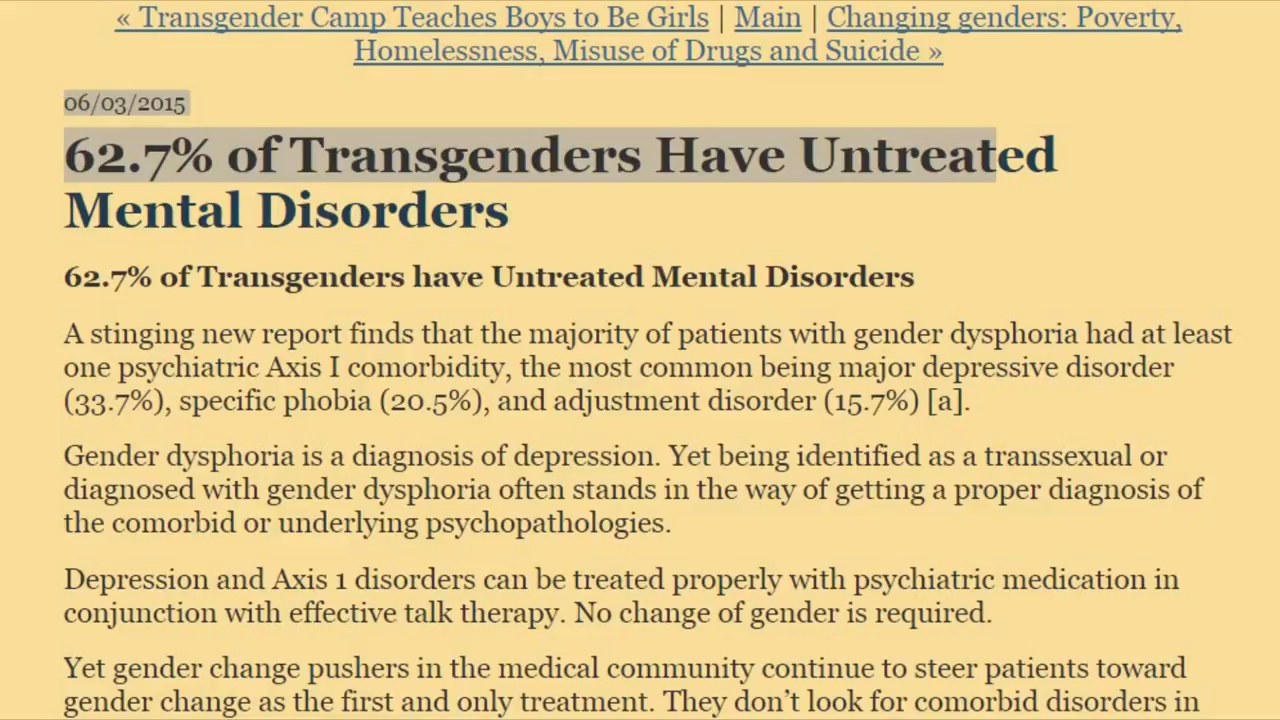 « Transgender Camp Teaches Boys to Be Girls | Main | Changing genders: Poverty,
Homelessness, Misuse of Drugs and Suicide »
06/03/2015
62.7% of Transgenders Have Untreated
Mental Disorders
62.7% of Transgenders have Untreated Mental Disorders
A stinging new report finds that the majority of patients with gender dysphoria had at least
one psychiatric Axis I comorbidity, the most common being major depressive disorder
(33.7%), specific phobia (20.5%), and adjustment disorder (15.7%) [a].
Gender dysphoria is a diagnosis of depression. Yet being identified as a transsexual or
diagnosed with gender dysphoria often stands in the way of getting a proper diagnosis of
the comorbid or underlying psychopathologies.
Depression and Axis 1 disorders can be treated properly with psychiatric medication in
conjunction with effective talk therapy. No change of gender is required.
Yet gender change pushers in the medical community continue to steer patients toward
gender change as the first and only treatment. They don’t look for comorbid disorders in